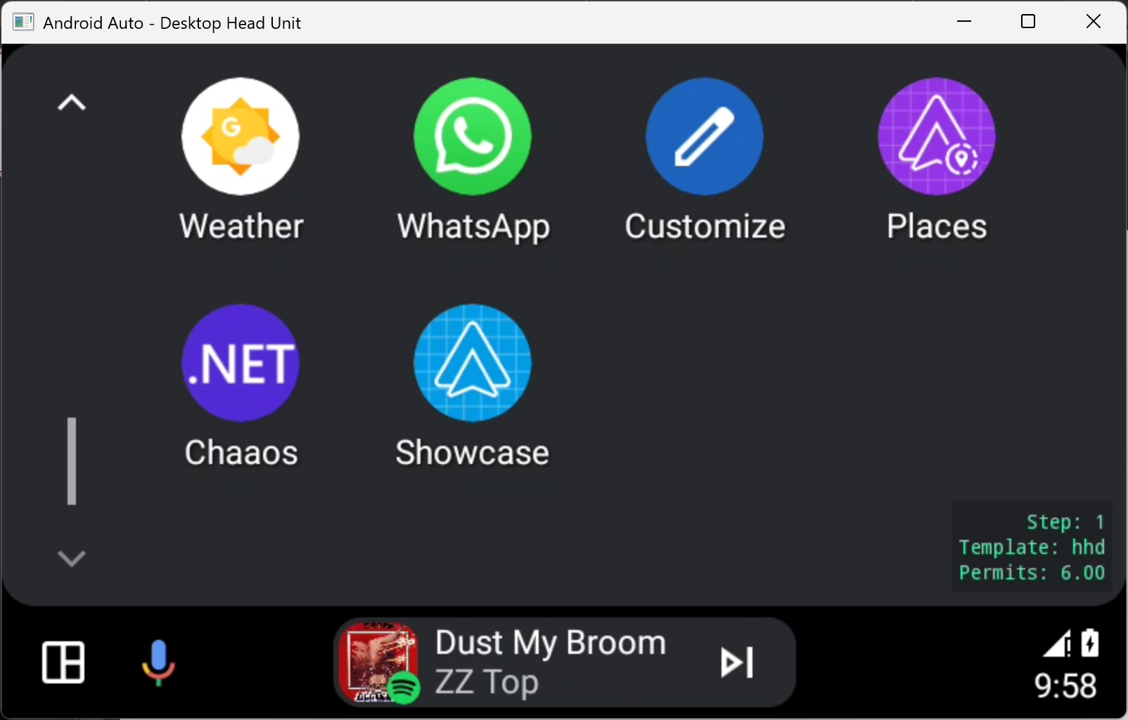 Android Auto - Desktop Head Unit
G
Weather
WhatsApp
Customize
Places
.NET
Chaaos
Showcase
Step: 1
Template: hhd
Permits: 6.00
Dust My Broom
ZZ Top
9:58